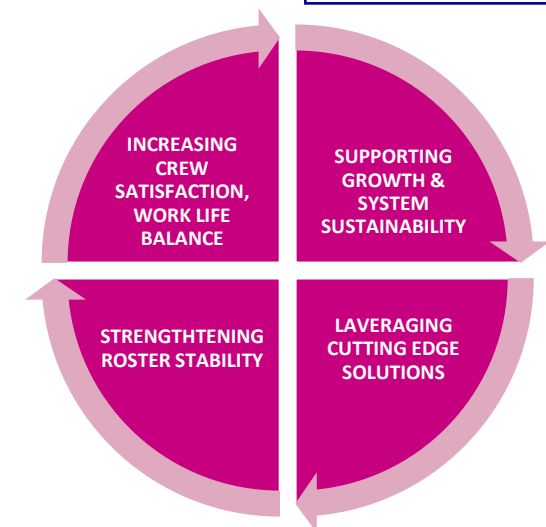 INCREASING
CREW
SATISFACTION,
WORK LIFE
BALANCE
SUPPORTING
GROWTH &
SYSTEM
SUSTAINABILITY
STRENGTHTENING
ROSTER STABILITY
LAVERAGING
CUTTING EDGE
SOLUTIONS